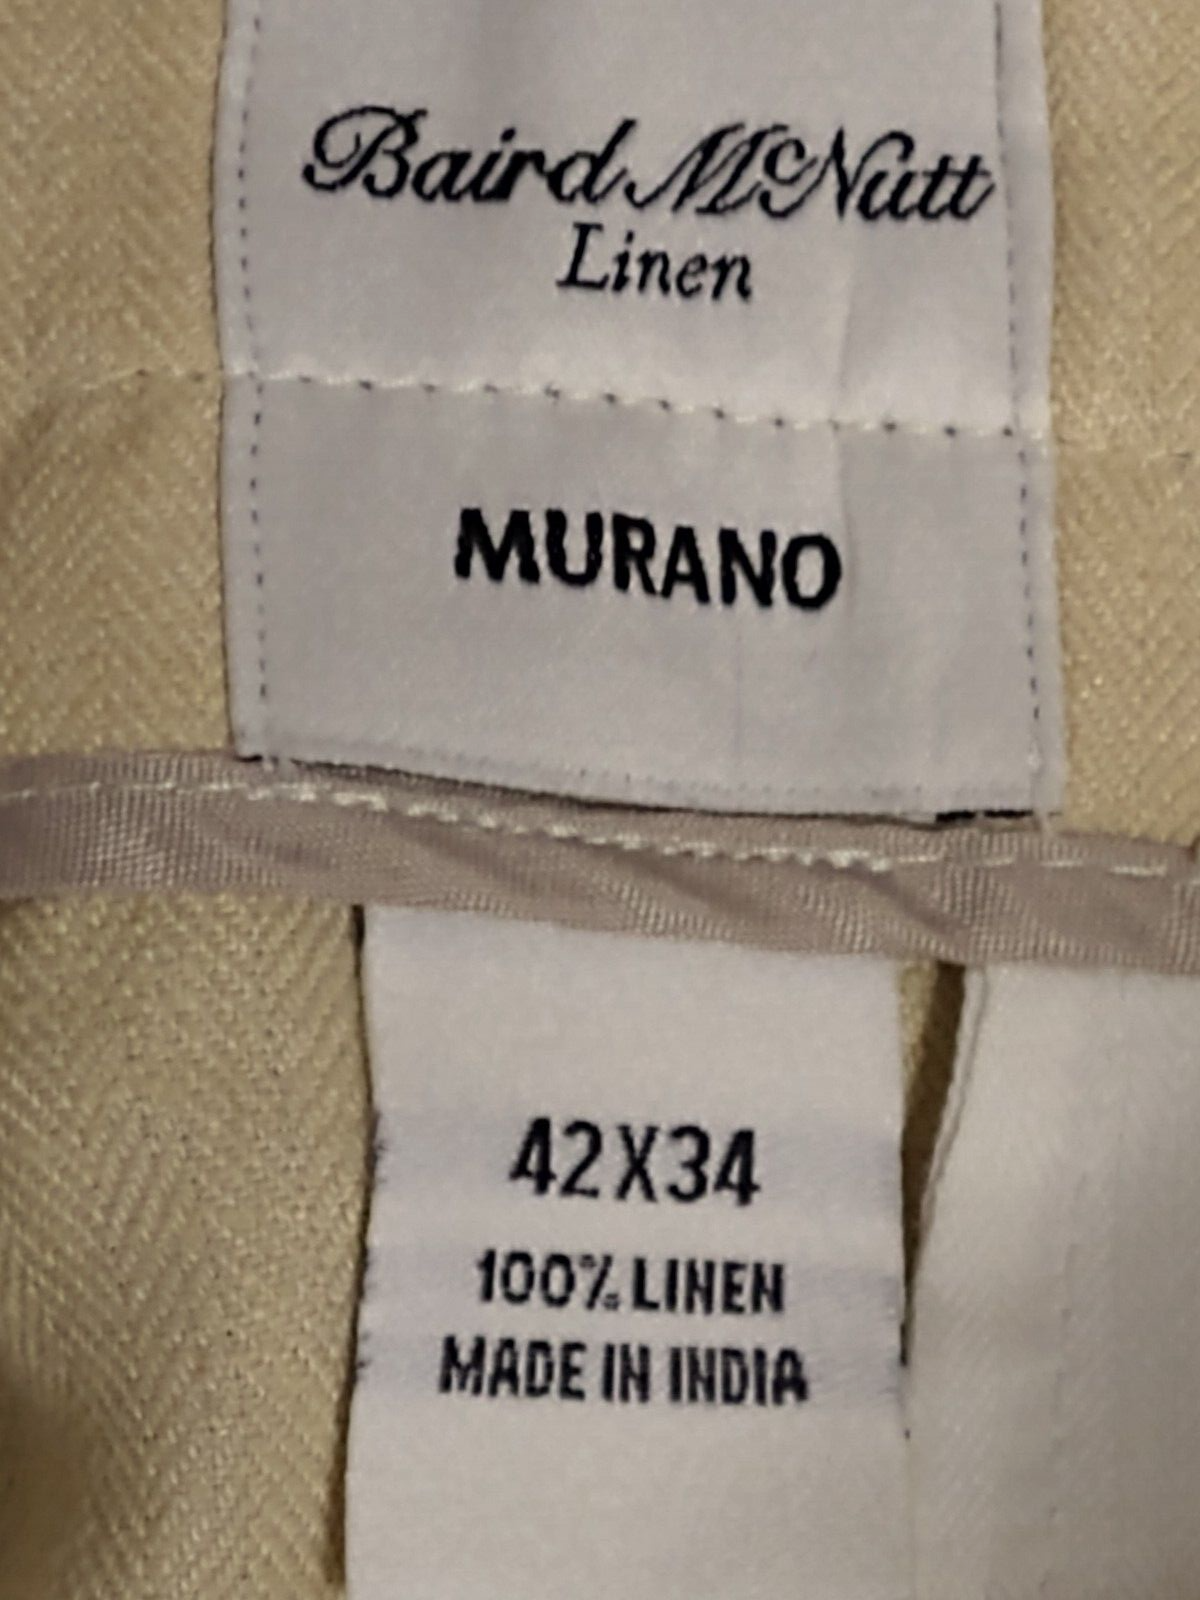 Baird McNutt
Linen
MURANO
42X34
100% LINEN
MADE IN INDIA